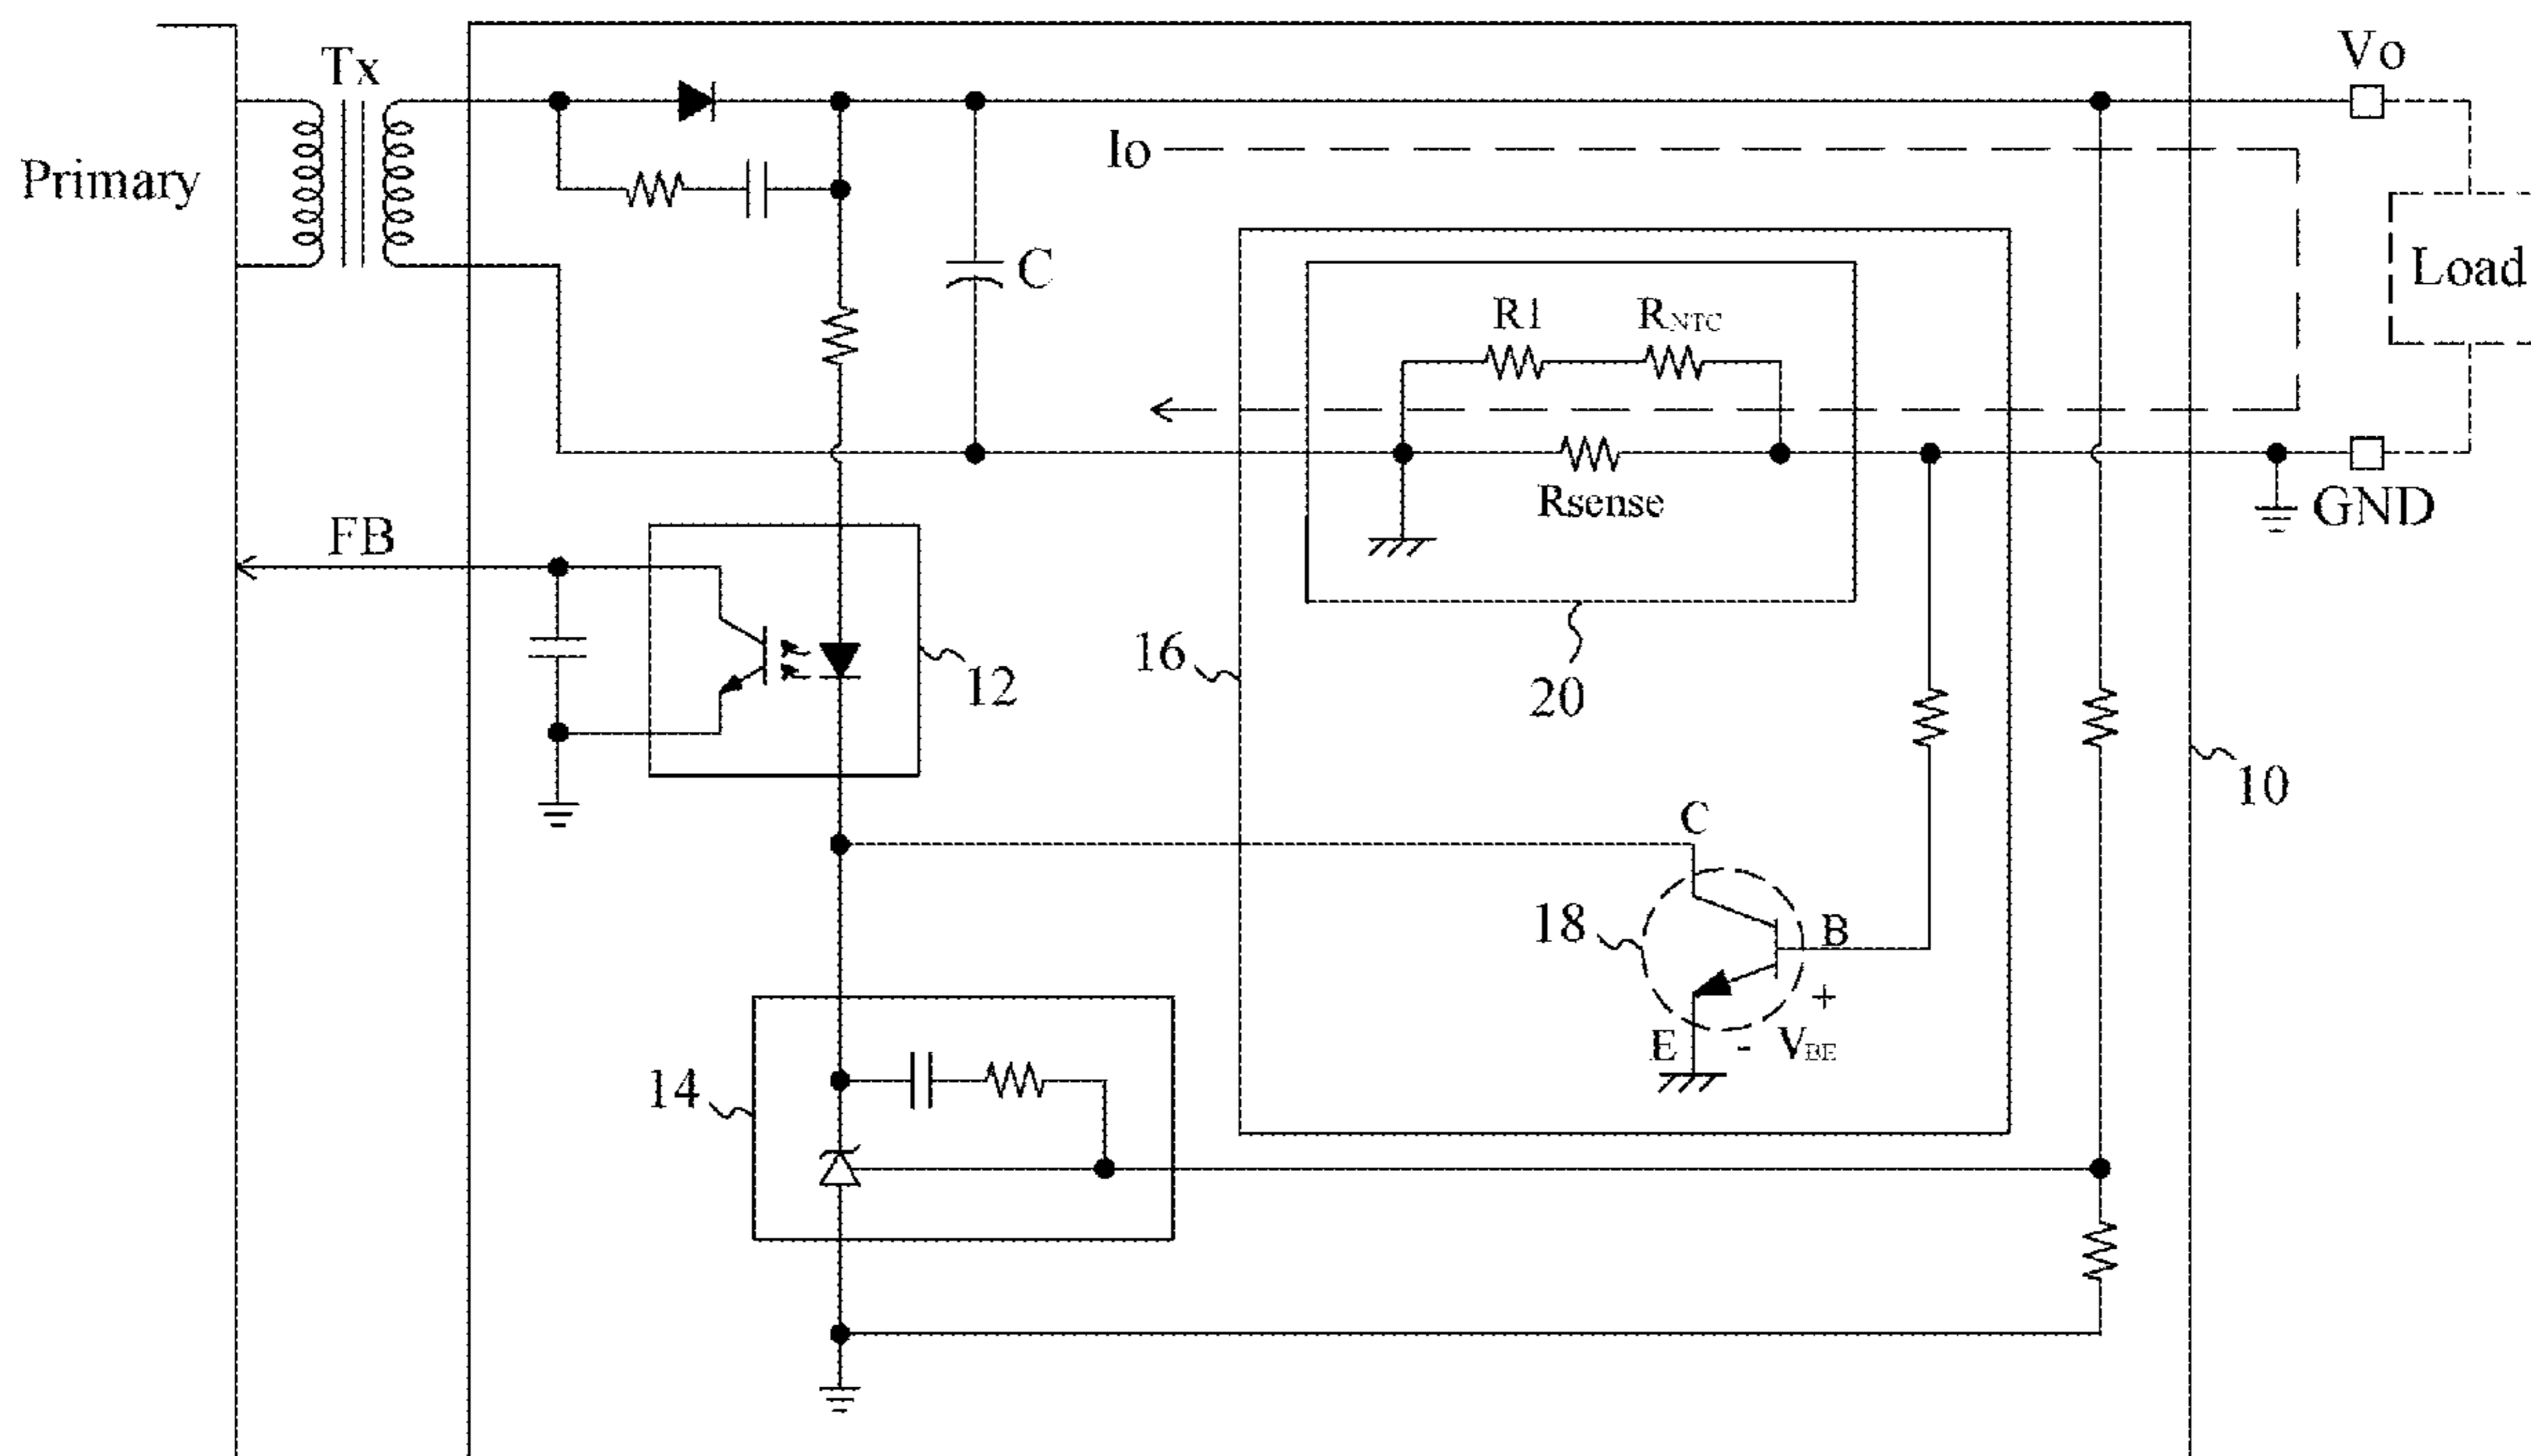 Vo
Tx
Io
Primary
C
Load
R1 RNTC
Rsense
GND
FB
16
12
20
10
C
18
B
+
E - VBE
14